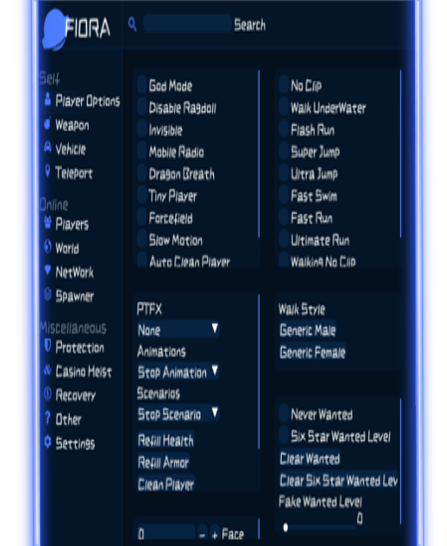 FIORA
Search
Self
Player Options
Weapon
Vehicle
Teleport
Online
Players
World
NetWork
Spawner
Miscellaneous
Protection
Casino Heist
Recovery
Other
Settings
God Mode
Disable Ragdoll
Invisible
Mobile Radio
Dragon Breath
Tiny Player
Forcefield
Slow Motion
Auto Clean Player
No Clip
Walk UnderWater
Flash Run
Super Jump
Ultra Jump
Fast Swim
Fast Run
Ultimate Run
Walking No Clip
PTFX
None
Animations
Stop Animation
Scenarios
Stop Scenario
Refill Health
Refill Armor
Clean Player
0 - + Face
Walk Style
Generic Male
Generic Female
Never Wanted
Six Star Wanted Level
Clear Wanted
Clear Six Star Wanted Lev
Fake Wanted Level
0